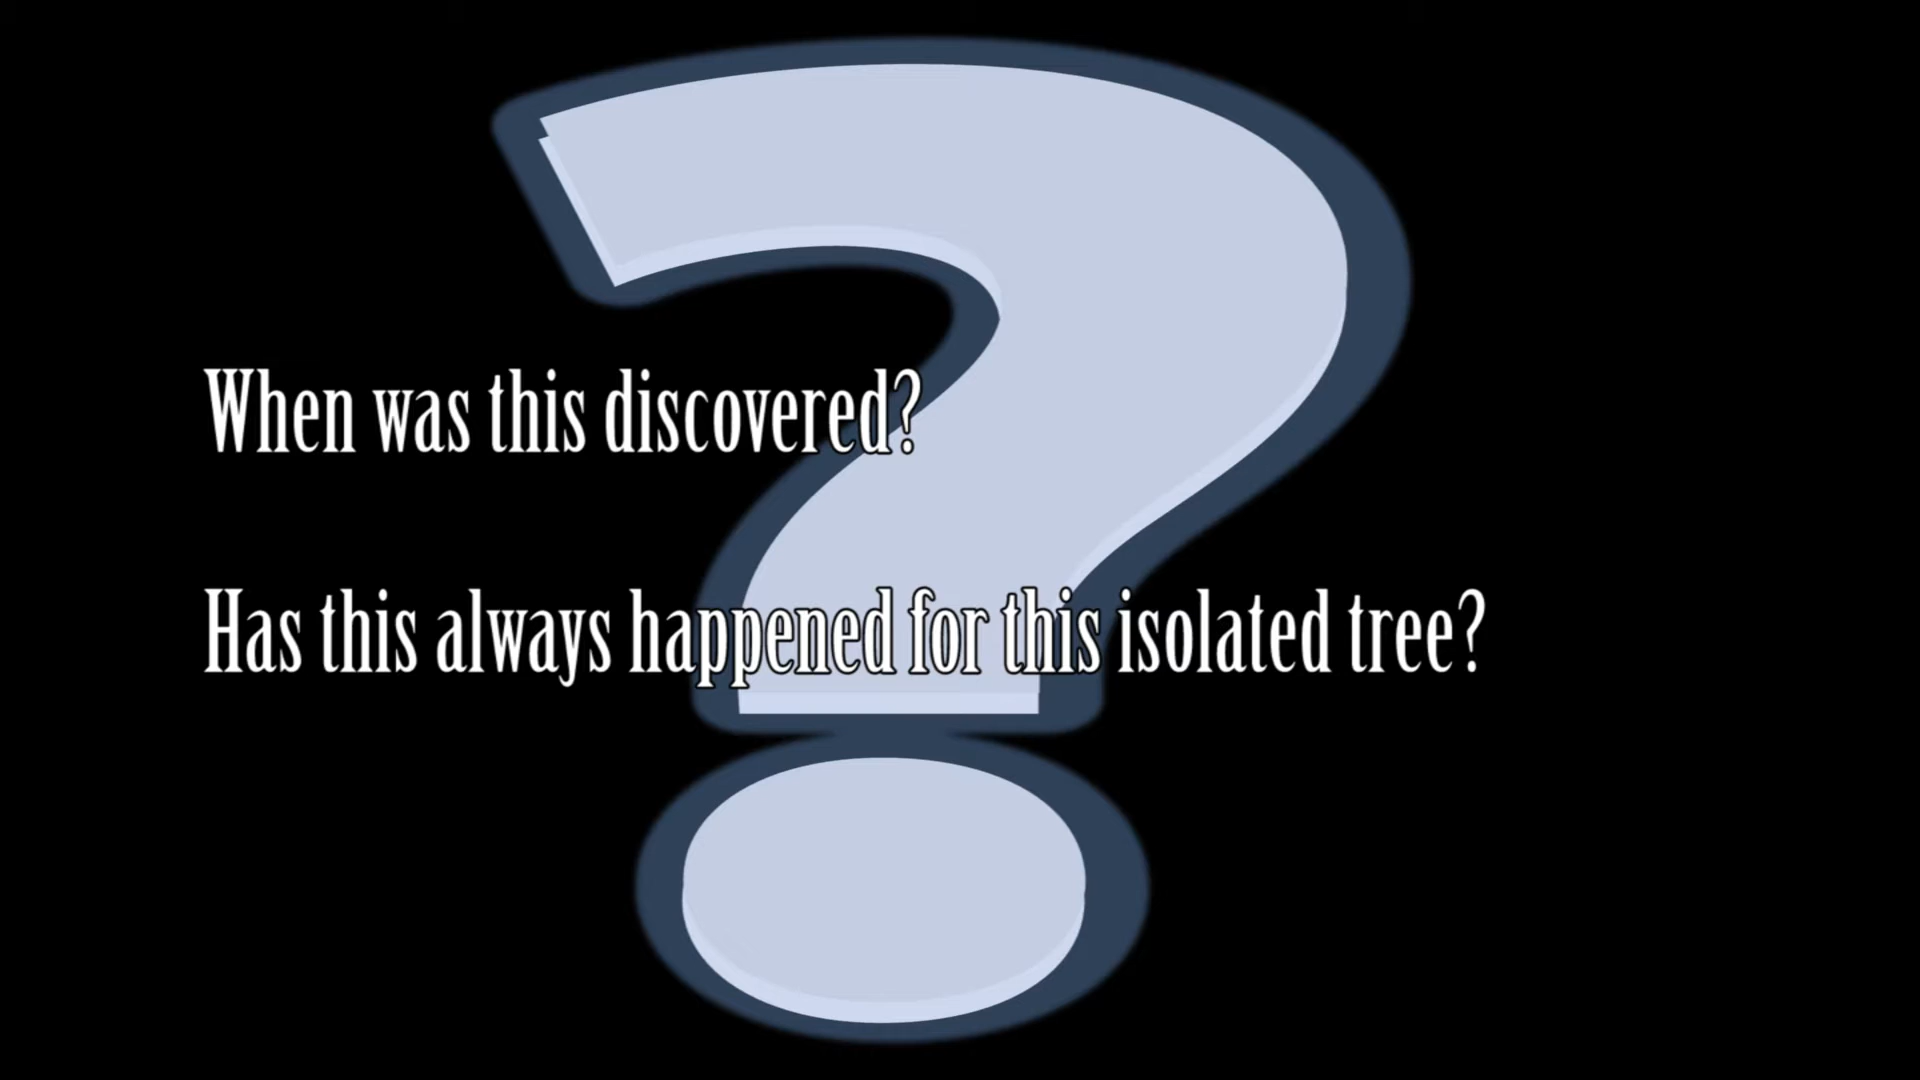 When was this discovered?
Has this always happened for this isolated tree?